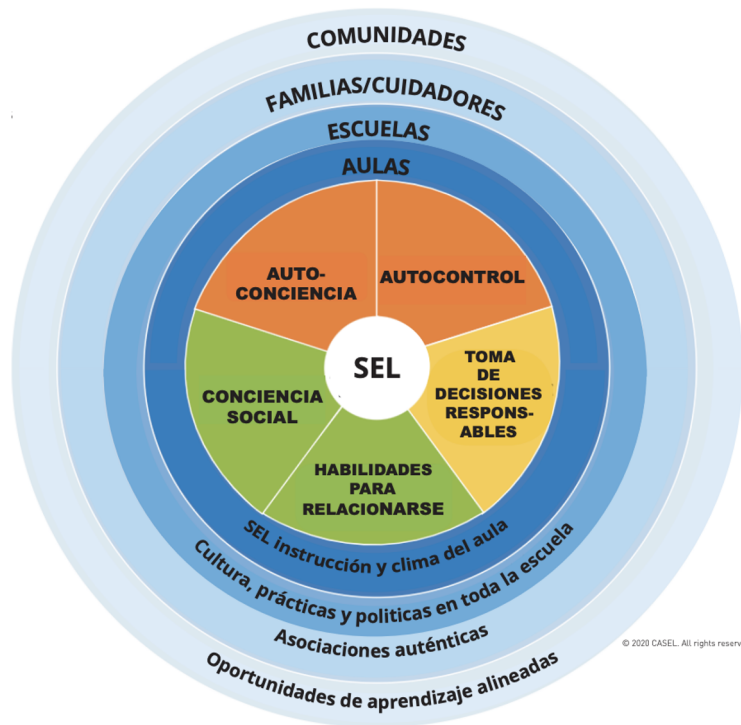 COMUNIDADES
FAMILIAS/CUIDADORES
ESCUELAS
AULAS
AUTO-
CONCIENCIA
AUTOCONTROL
SEL
TOMA
DE
DECISIONES
RESPONS-
ABLES
CONCIENCIA
SOCIAL
HABILIDADES
PARA
RELACIONARSE
SEL instrucción y clima del aula
Cultura, prácticas y politicas en toda la escuela
Asociaciones auténticas
Oportunidades de aprendizaje alineadas
© 2020 CASEL. All rights reserv